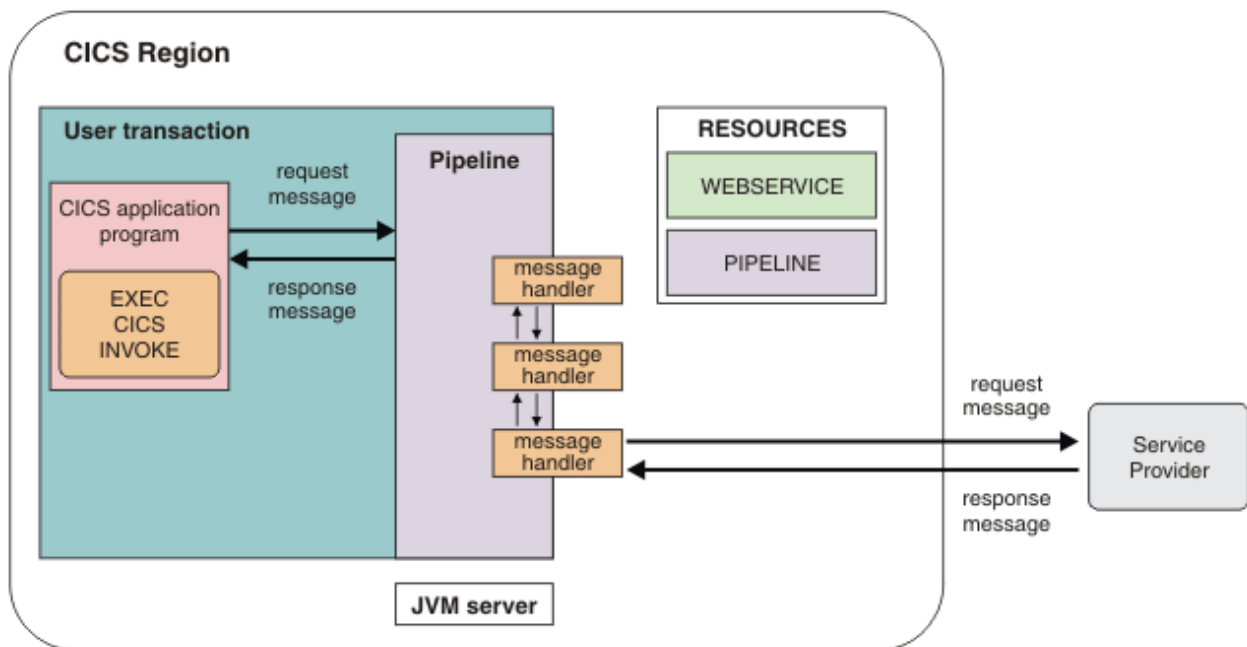 CICS Region
User transaction
request
message
Pipeline
CICS application
program
EXEC
CICS
INVOKE
response
message
message
handler
message
handler
message
handler
RESOURCES
WEBSERVICE
PIPELINE
request
message
response
message
Service
Provider
JVM server